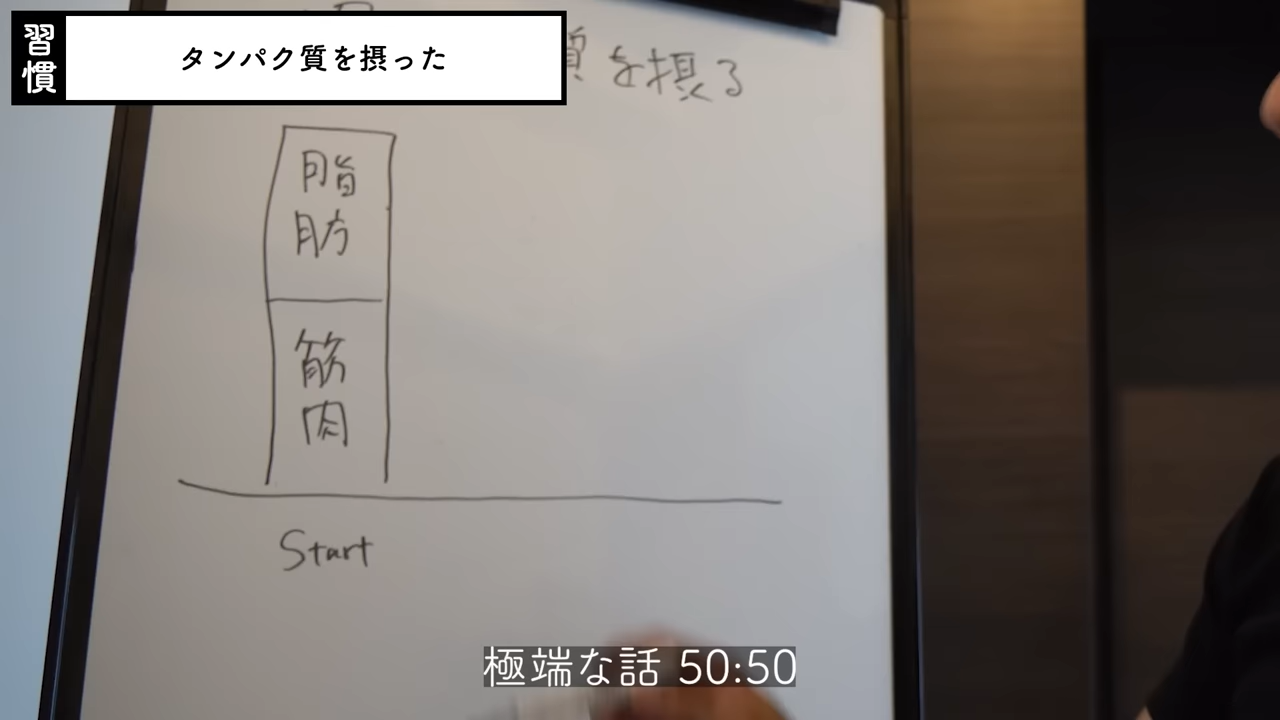 習慣
タンパク質を摂った
質を摂る
脂肪
筋肉
Start
極端な話 50:50